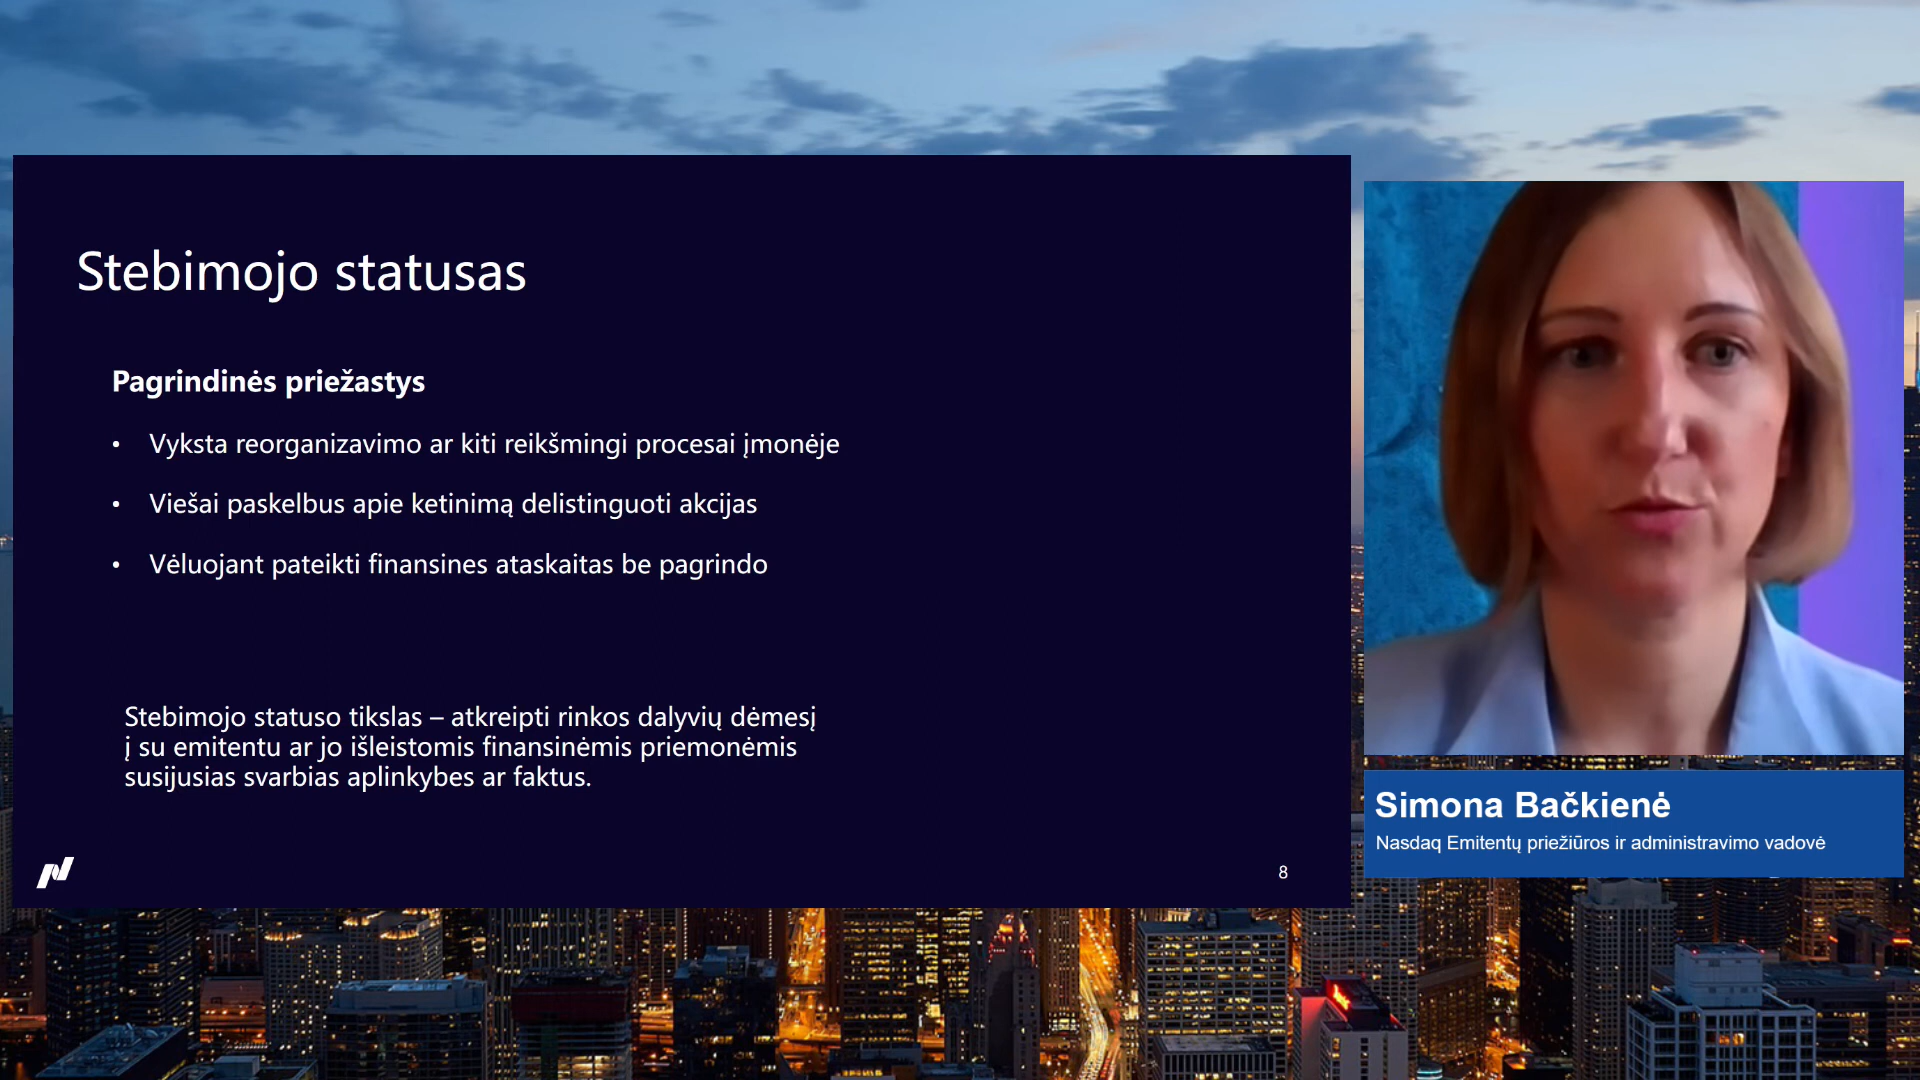 Stebimojo statusas
Pagrindinės priežastys
• Vyksta reorganizavimo ar kiti reikšmingi procesai įmonėje
• Viešai paskelbus apie ketinimą delistinguoti akcijas
• Vėluojant pateikti finansines ataskaitas be pagrindo
Stebimojo statuso tikslas – atkreipti rinkos dalyvių dėmesį
į su emitentu ar jo išleistomis finansinėmis priemonėmis
susijusias svarbias aplinkybes ar faktus.
8
Simona Bačkienė
Nasdaq Emitentų priežiūros ir administravimo vadovė